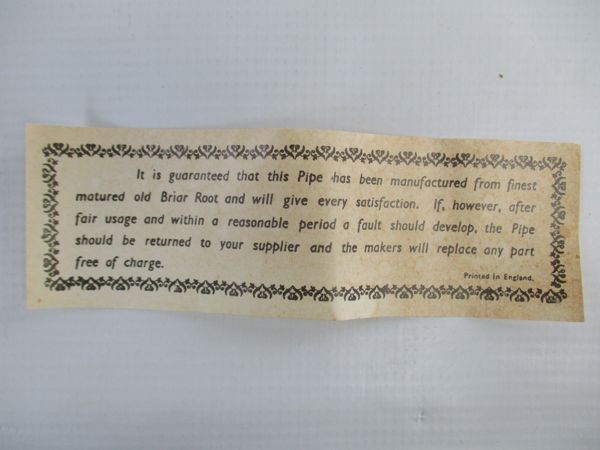 It is guaranteed that this Pipe has been manufactured from finest
matured old Briar Root and will give every satisfaction. If, however, after
fair usage and within a reasonable period a fault should develop, the Pipe
should be returned to your supplier and the makers will replace any part
free of charge.
Printed in England.